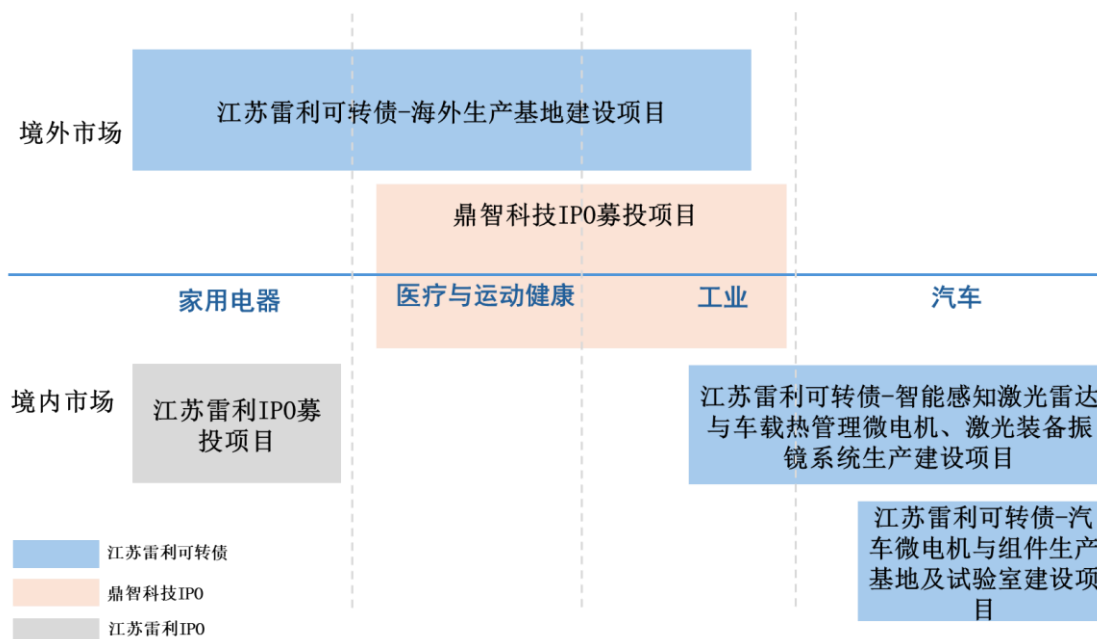 江苏雷利可转债-海外生产基地建设项目
境外市场
鼎智科技IPO募投项目
家用电器
医疗与运动健康
工业
汽车
境内市场
江苏雷利IPO募
投项目
江苏雷利可转债-智能感知激光雷达
与车载热管理微电机、激光装备振
镜系统生产建设项目
江苏雷利可转债-汽
车微电机与组件生产
基地及试验室建设项
目
江苏雷利可转债
鼎智科技IPO
江苏雷利IPO